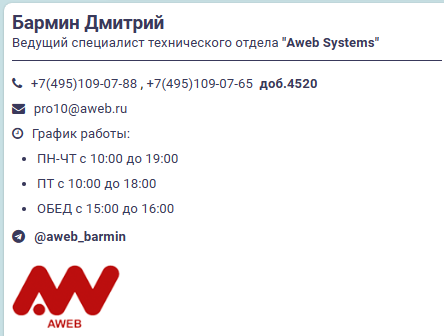 Бармин Дмитрий
Ведущий специалист технического отдела "Aweb Systems"
+7(495)109-07-88 , +7(495)109-07-65 доб.4520
pro10@aweb.ru
График работы:
• ПН-ЧТ с 10:00 до 19:00
• ПТ с 10:00 до 18:00
• ОБЕД с 15:00 до 16:00
@aweb_barmin
AWEB